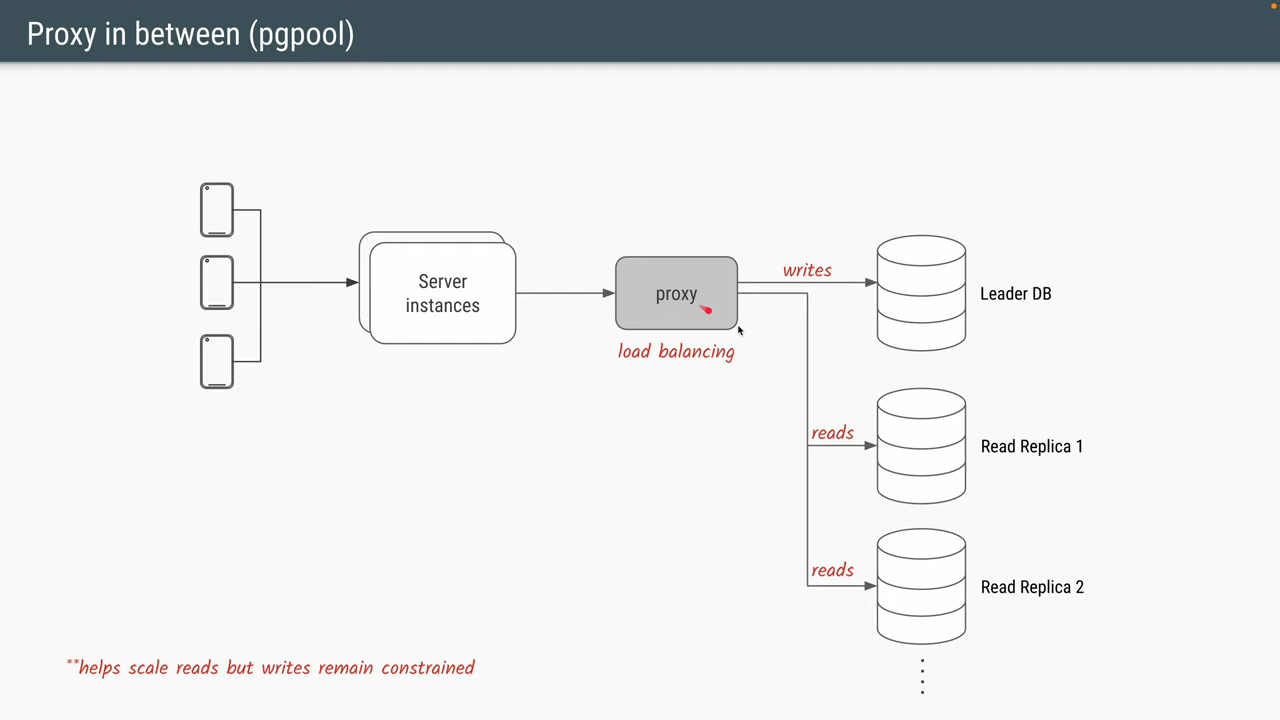 Proxy in between (pgpool)
Server
instances
proxy
load balancing
writes
Leader DB
reads
Read Replica 1
reads
Read Replica 2
**helps scale reads but writes remain constrained